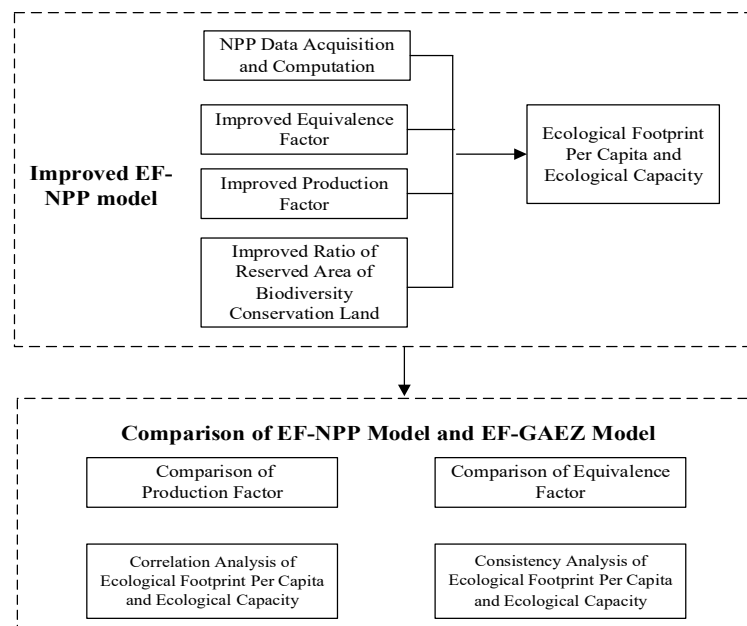 NPP Data Acquisition
and Computation
Improved Equivalence
Factor
Improved EF-
NPP model
Improved Production
Factor
Improved Ratio of
Reserved Area of
Biodiversity
Conservation Land
Ecological Footprint
Per Capita and
Ecological Capacity
Comparison of EF-NPP Model and EF-GAEZ Model
Comparison of
Production Factor
Comparison of Equivalence
Factor
Correlation Analysis of
Ecological Footprint Per Capita
and Ecological Capacity
Consistency Analysis of
Ecological Footprint Per Capita
and Ecological Capacity